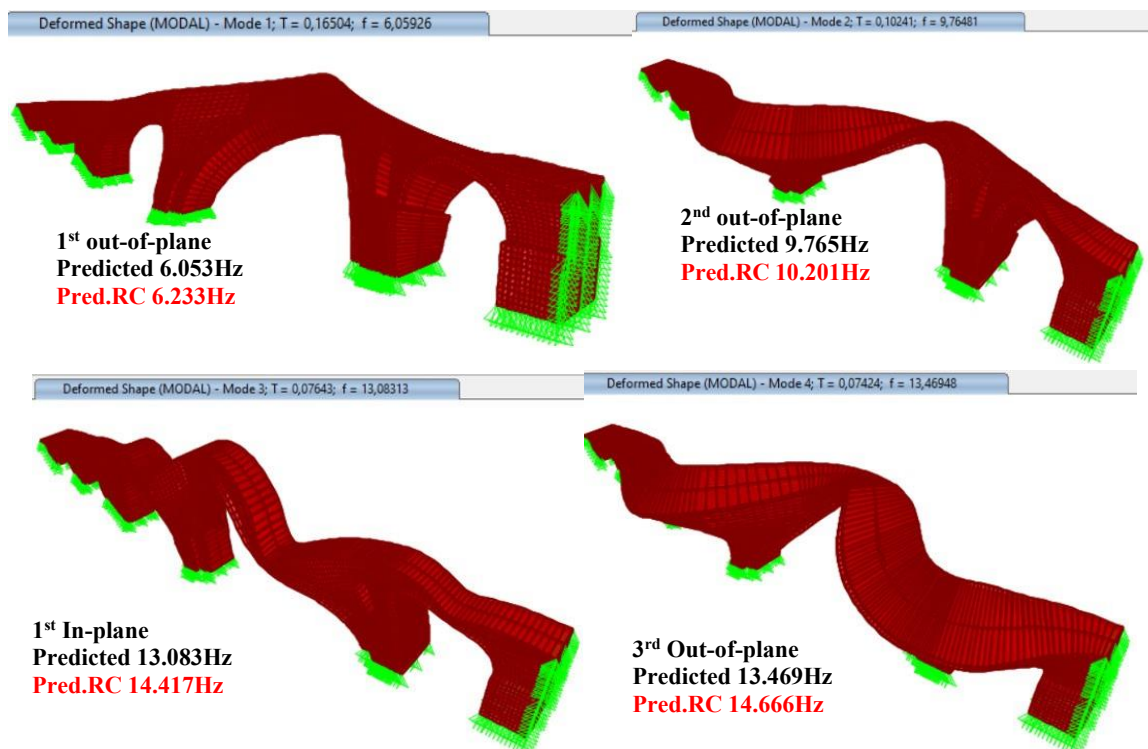 Deformed Shape (MODAL) - Mode 1; T = 0,16504; f = 6,05926
1st out-of-plane
Predicted 6.053Hz
Pred.RC 6.233Hz
Deformed Shape (MODAL) - Mode 2; T = 0,10241; f = 9,76481
2nd out-of-plane
Predicted 9.765Hz
Pred.RC 10.201Hz
Deformed Shape (MODAL) - Mode 3; T = 0,07643; f = 13,08313
1st In-plane
Predicted 13.083Hz
Pred.RC 14.417Hz
Deformed Shape (MODAL) - Mode 4; T = 0,07424; f = 13,46948
3rd Out-of-plane
Predicted 13.469Hz
Pred.RC 14.666Hz